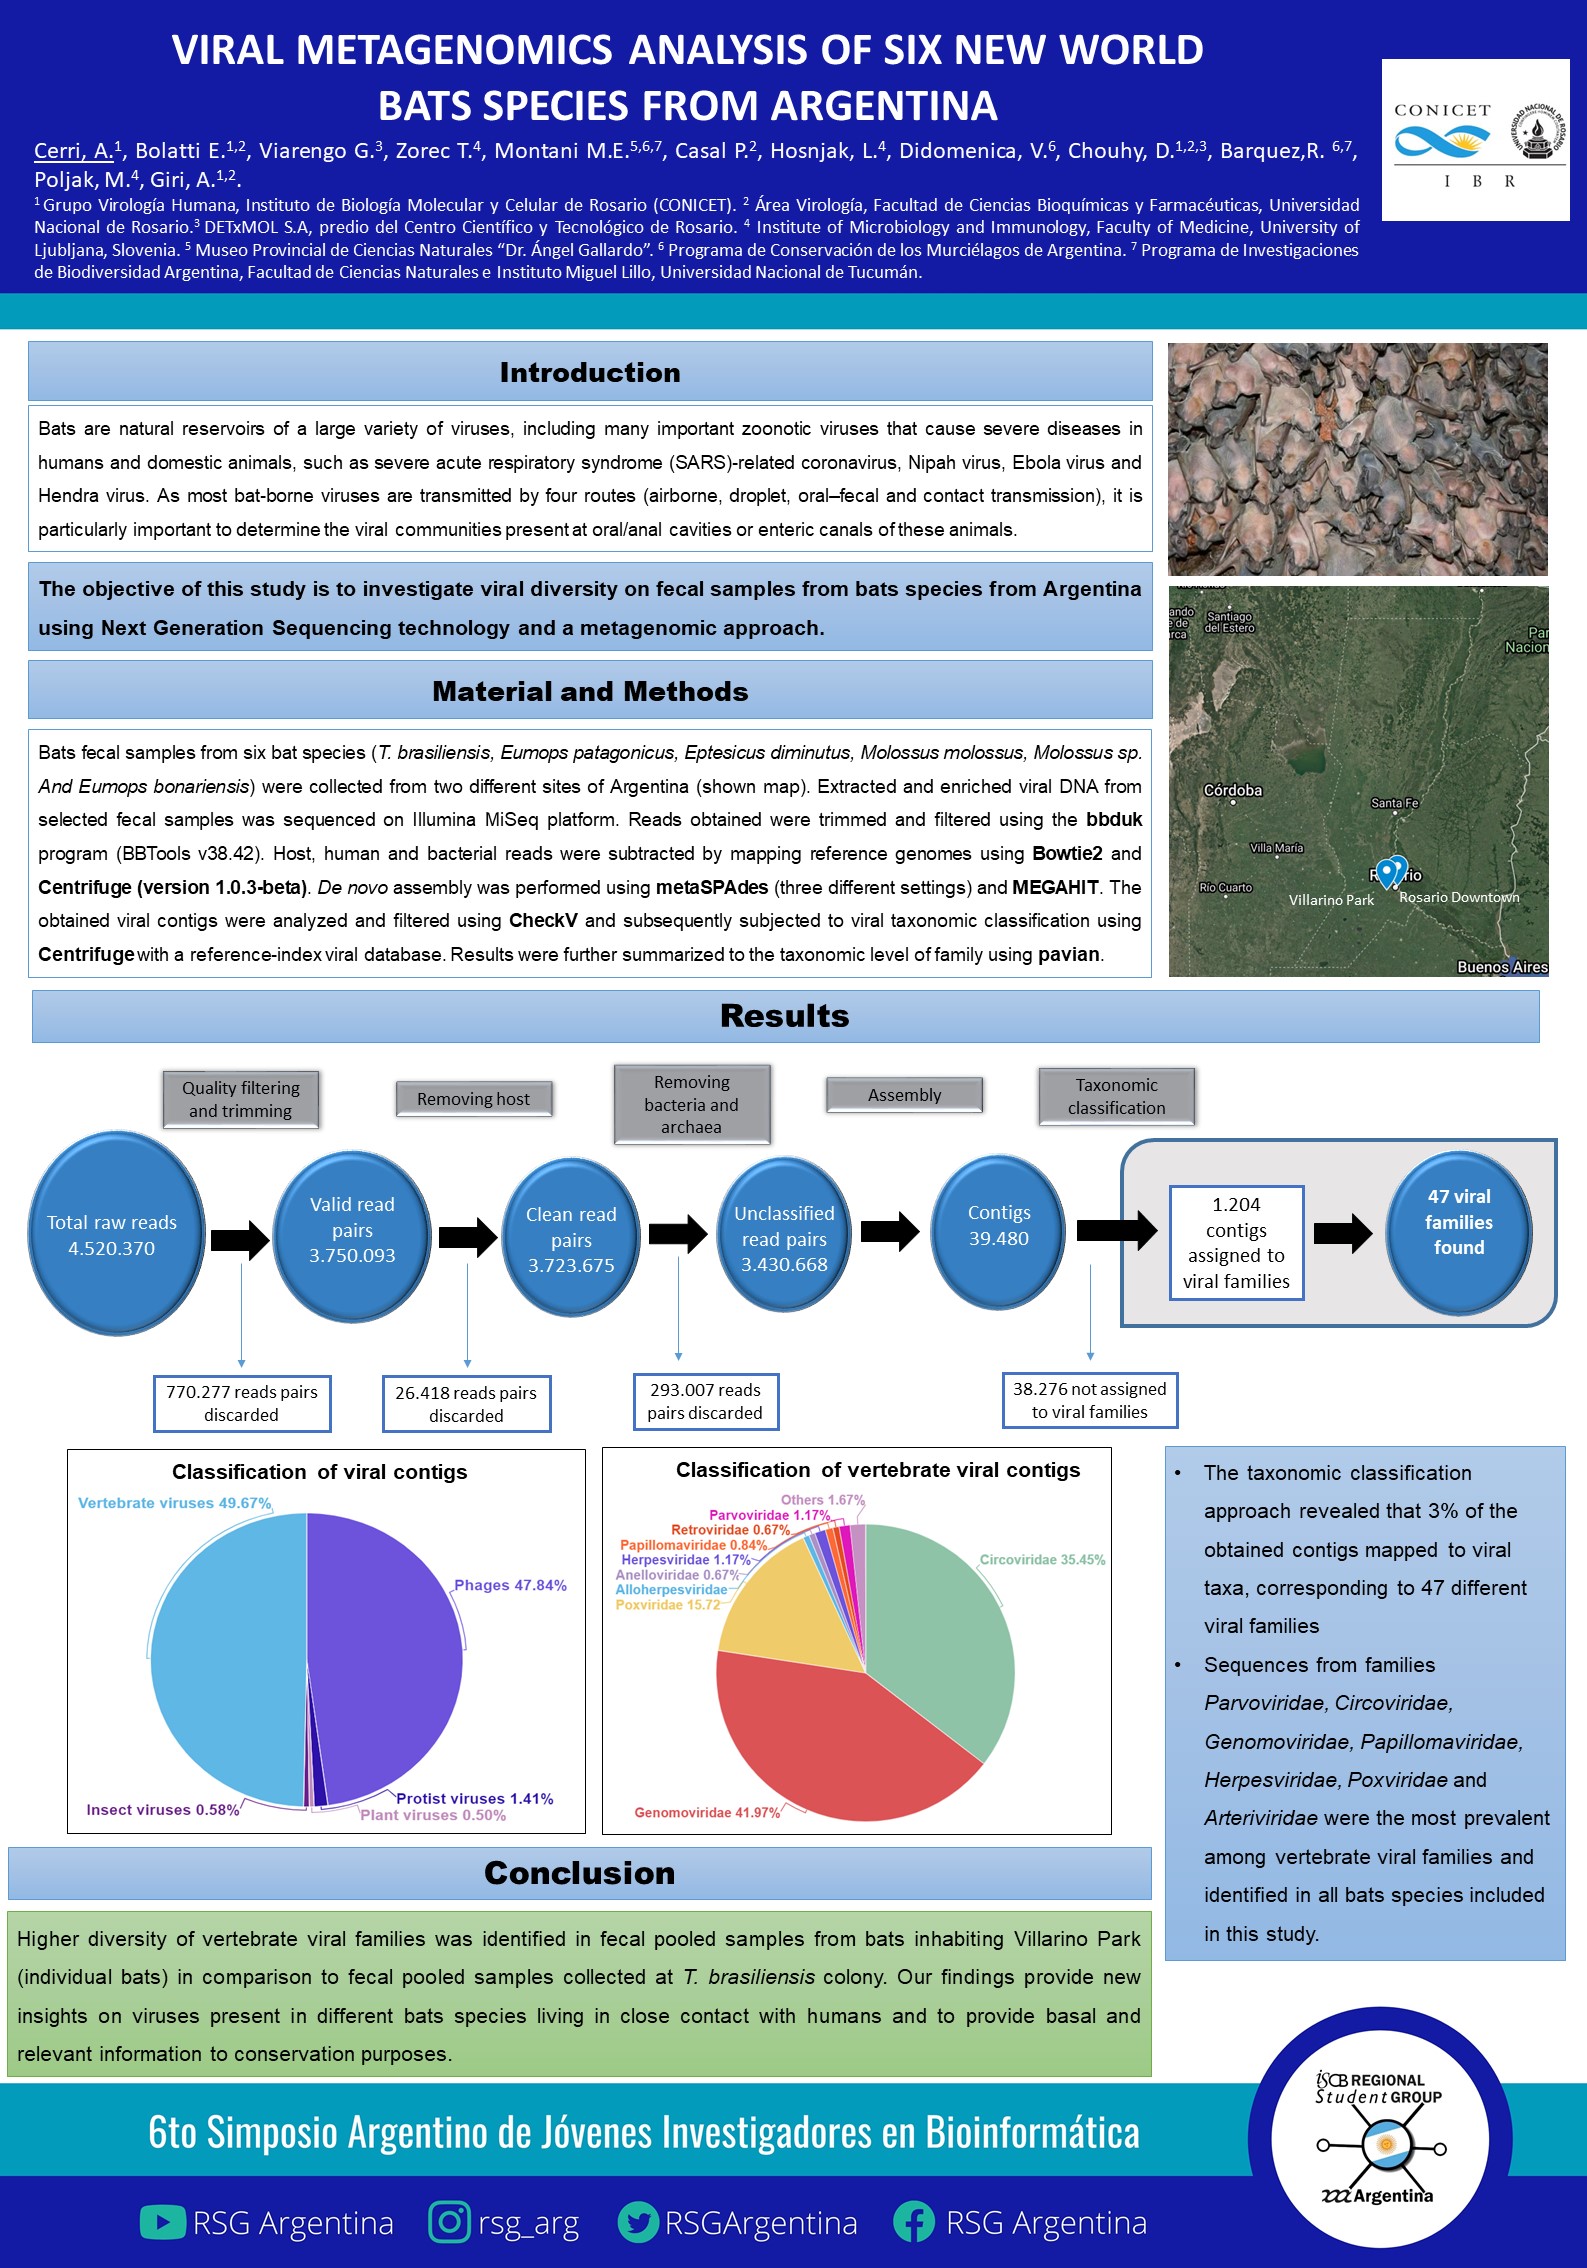 VIRAL METAGENOMICS ANALYSIS OF SIX NEW WORLD
BATS SPECIES FROM ARGENTINA
Cerri, A.1, Bolatti E.1,2, Viarengo G.3, Zorec T.4, Montani M.E.5,6,7, Casal P.2, Hosnjak, L.4, Didomenica, V.6, Chouhy, D.1,2,3, Barquez,R. 6,7,
Poljak, M.4, Giri, A.1,2.
1 Grupo Virología Humana, Instituto de Biología Molecular y Celular de Rosario (CONICET). 2 Área Virología, Facultad de Ciencias Bioquímicas y Farmacéuticas, Universidad
Nacional de Rosario.3 DETxMOL S.A, predio del Centro Científico y Tecnológico de Rosario. 4 Institute of Microbiology and Immunology, Faculty of Medicine, University of
Ljubljana, Slovenia. 5 Museo Provincial de Ciencias Naturales “Dr. Ángel Gallardo”. 6 Programa de Conservación de los Murciélagos de Argentina. 7 Programa de Investigaciones
de Biodiversidad Argentina, Facultad de Ciencias Naturales e Instituto Miguel Lillo, Universidad Nacional de Tucumán.
CONICET
UNIVERSIDAD NACIONAL DE ROSARIO
I B R
Introduction
Bats are natural reservoirs of a large variety of viruses, including many important zoonotic viruses that cause severe diseases in
humans and domestic animals, such as severe acute respiratory syndrome (SARS)-related coronavirus, Nipah virus, Ebola virus and
Hendra virus. As most bat-borne viruses are transmitted by four routes (airborne, droplet, oral–fecal and contact transmission), it is
particularly important to determine the viral communities present at oral/anal cavities or enteric canals of these animals.
The objective of this study is to investigate viral diversity on fecal samples from bats species from Argentina
using Next Generation Sequencing technology and a metagenomic approach.
Material and Methods
Bats fecal samples from six bat species (T. brasiliensis, Eumops patagonicus, Eptesicus diminutus, Molossus molossus, Molossus sp.
And Eumops bonariensis) were collected from two different sites of Argentina (shown map). Extracted and enriched viral DNA from
selected fecal samples was sequenced on Illumina MiSeq platform. Reads obtained were trimmed and filtered using the bbduk
program (BBTools v38.42). Host, human and bacterial reads were subtracted by mapping reference genomes using Bowtie2 and
Centrifuge (version 1.0.3-beta). De novo assembly was performed using metaSPAdes (three different settings) and MEGAHIT. The
obtained viral contigs were analyzed and filtered using CheckV and subsequently subjected to viral taxonomic classification using
Centrifuge with a reference-index viral database. Results were further summarized to the taxonomic level of family using pavian.
ando
e de
rca
Santiago
del Estero
Par
Nacion
Córdoba
Santa Fe
Villa María
Río Cuarto
R rio
Villarino Park
Rosario Downtown
Buenos Aires
Results
Quality filtering
and trimming
Removing host
Removing
bacteria and
archaea
Assembly
Taxonomic
classification
Total raw reads
4.520.370
Valid read
pairs
3.750.093
Clean read
pairs
3.723.675
Unclassified
read pairs
3.430.668
Contigs
39.480
1.204
contigs
assigned to
viral families
47 viral
families
found
770.277 reads pairs
discarded
26.418 reads pairs
discarded
293.007 reads
pairs discarded
38.276 not assigned
to viral families
Classification of viral contigs
Vertebrate viruses 49.67%
Phages 47.84%
Protist viruses 1.41%
Insect viruses 0.58%
Plant viruses 0.50%
Classification of vertebrate viral contigs
Others 1.67%
Parvoviridae 1.17%
Retroviridae 0.67%
Papillomaviridae 0.84%
Herpesviridae 1.17%
Anelloviridae 0.67%
Alloherpesviridae
Poxviridae 15.72
Circoviridae 35.45%
Genomoviridae 41.97%
• The taxonomic classification
approach revealed that 3% of the
obtained contigs mapped to viral
taxa, corresponding to 47 different
viral families
• Sequences from families
Parvoviridae, Circoviridae,
Genomoviridae, Papillomaviridae,
Herpesviridae, Poxviridae and
Arteriviridae were the most prevalent
among vertebrate viral families and
identified in all bats species included
in this study.
Conclusion
Higher diversity of vertebrate viral families was identified in fecal pooled samples from bats inhabiting Villarino Park
(individual bats) in comparison to fecal pooled samples collected at T. brasiliensis colony. Our findings provide new
insights on viruses present in different bats species living in close contact with humans and to provide basal and
relevant information to conservation purposes.
6to Simposio Argentino de Jóvenes Investigadores en Bioinformática
iSCB REGIONAL
Student GROUP
Argentina
RSG Argentina
rsg_arg
RSGArgentina
RSG Argentina